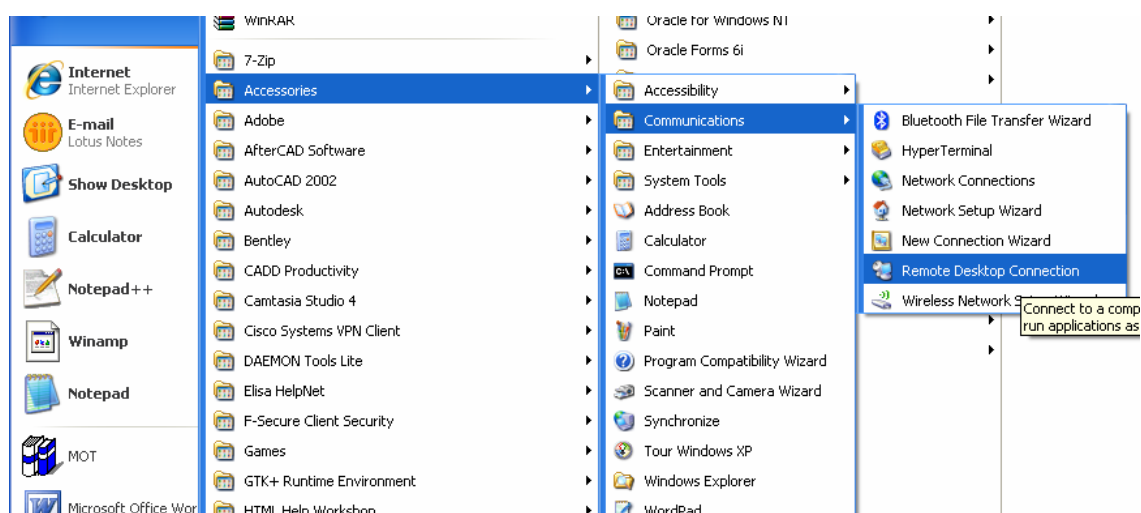 Internet
Internet Explorer
E-mail
Lotus Notes
Show Desktop
Calculator
Notepad++
Winamp
Notepad
MOT
Microsoft Office Wor
WinRAR
7-Zip
Accessories
Adobe
AfterCAD Software
AutoCAD 2002
Autodesk
Bentley
CADD Productivity
Camtasia Studio 4
Cisco Systems VPN Client
DAEMON Tools Lite
Elisa HelpNet
F-Secure Client Security
Games
GTK+ Runtime Environment
HTML Help Workshop
Oracle for Windows NT
Oracle Forms 6i
Accessibility
Communications
Entertainment
System Tools
Address Book
Calculator
Command Prompt
Notepad
Paint
Program Compatibility Wizard
Scanner and Camera Wizard
Synchronize
Tour Windows XP
Windows Explorer
WordPad
Bluetooth File Transfer Wizard
HyperTerminal
Network Connections
Network Setup Wizard
New Connection Wizard
Remote Desktop Connection
Wireless Network
Connect to a comp
run applications as